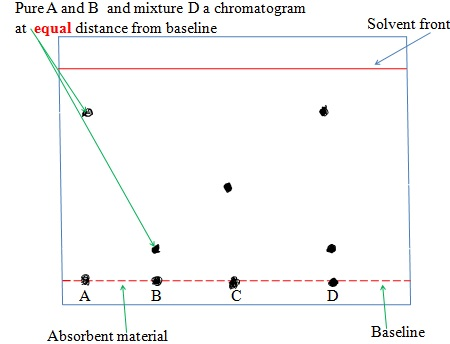 Pure A and B and mixture D a chromatogram
at equal distance from baseline
Solvent front
A B C D
Absorbent material
Baseline